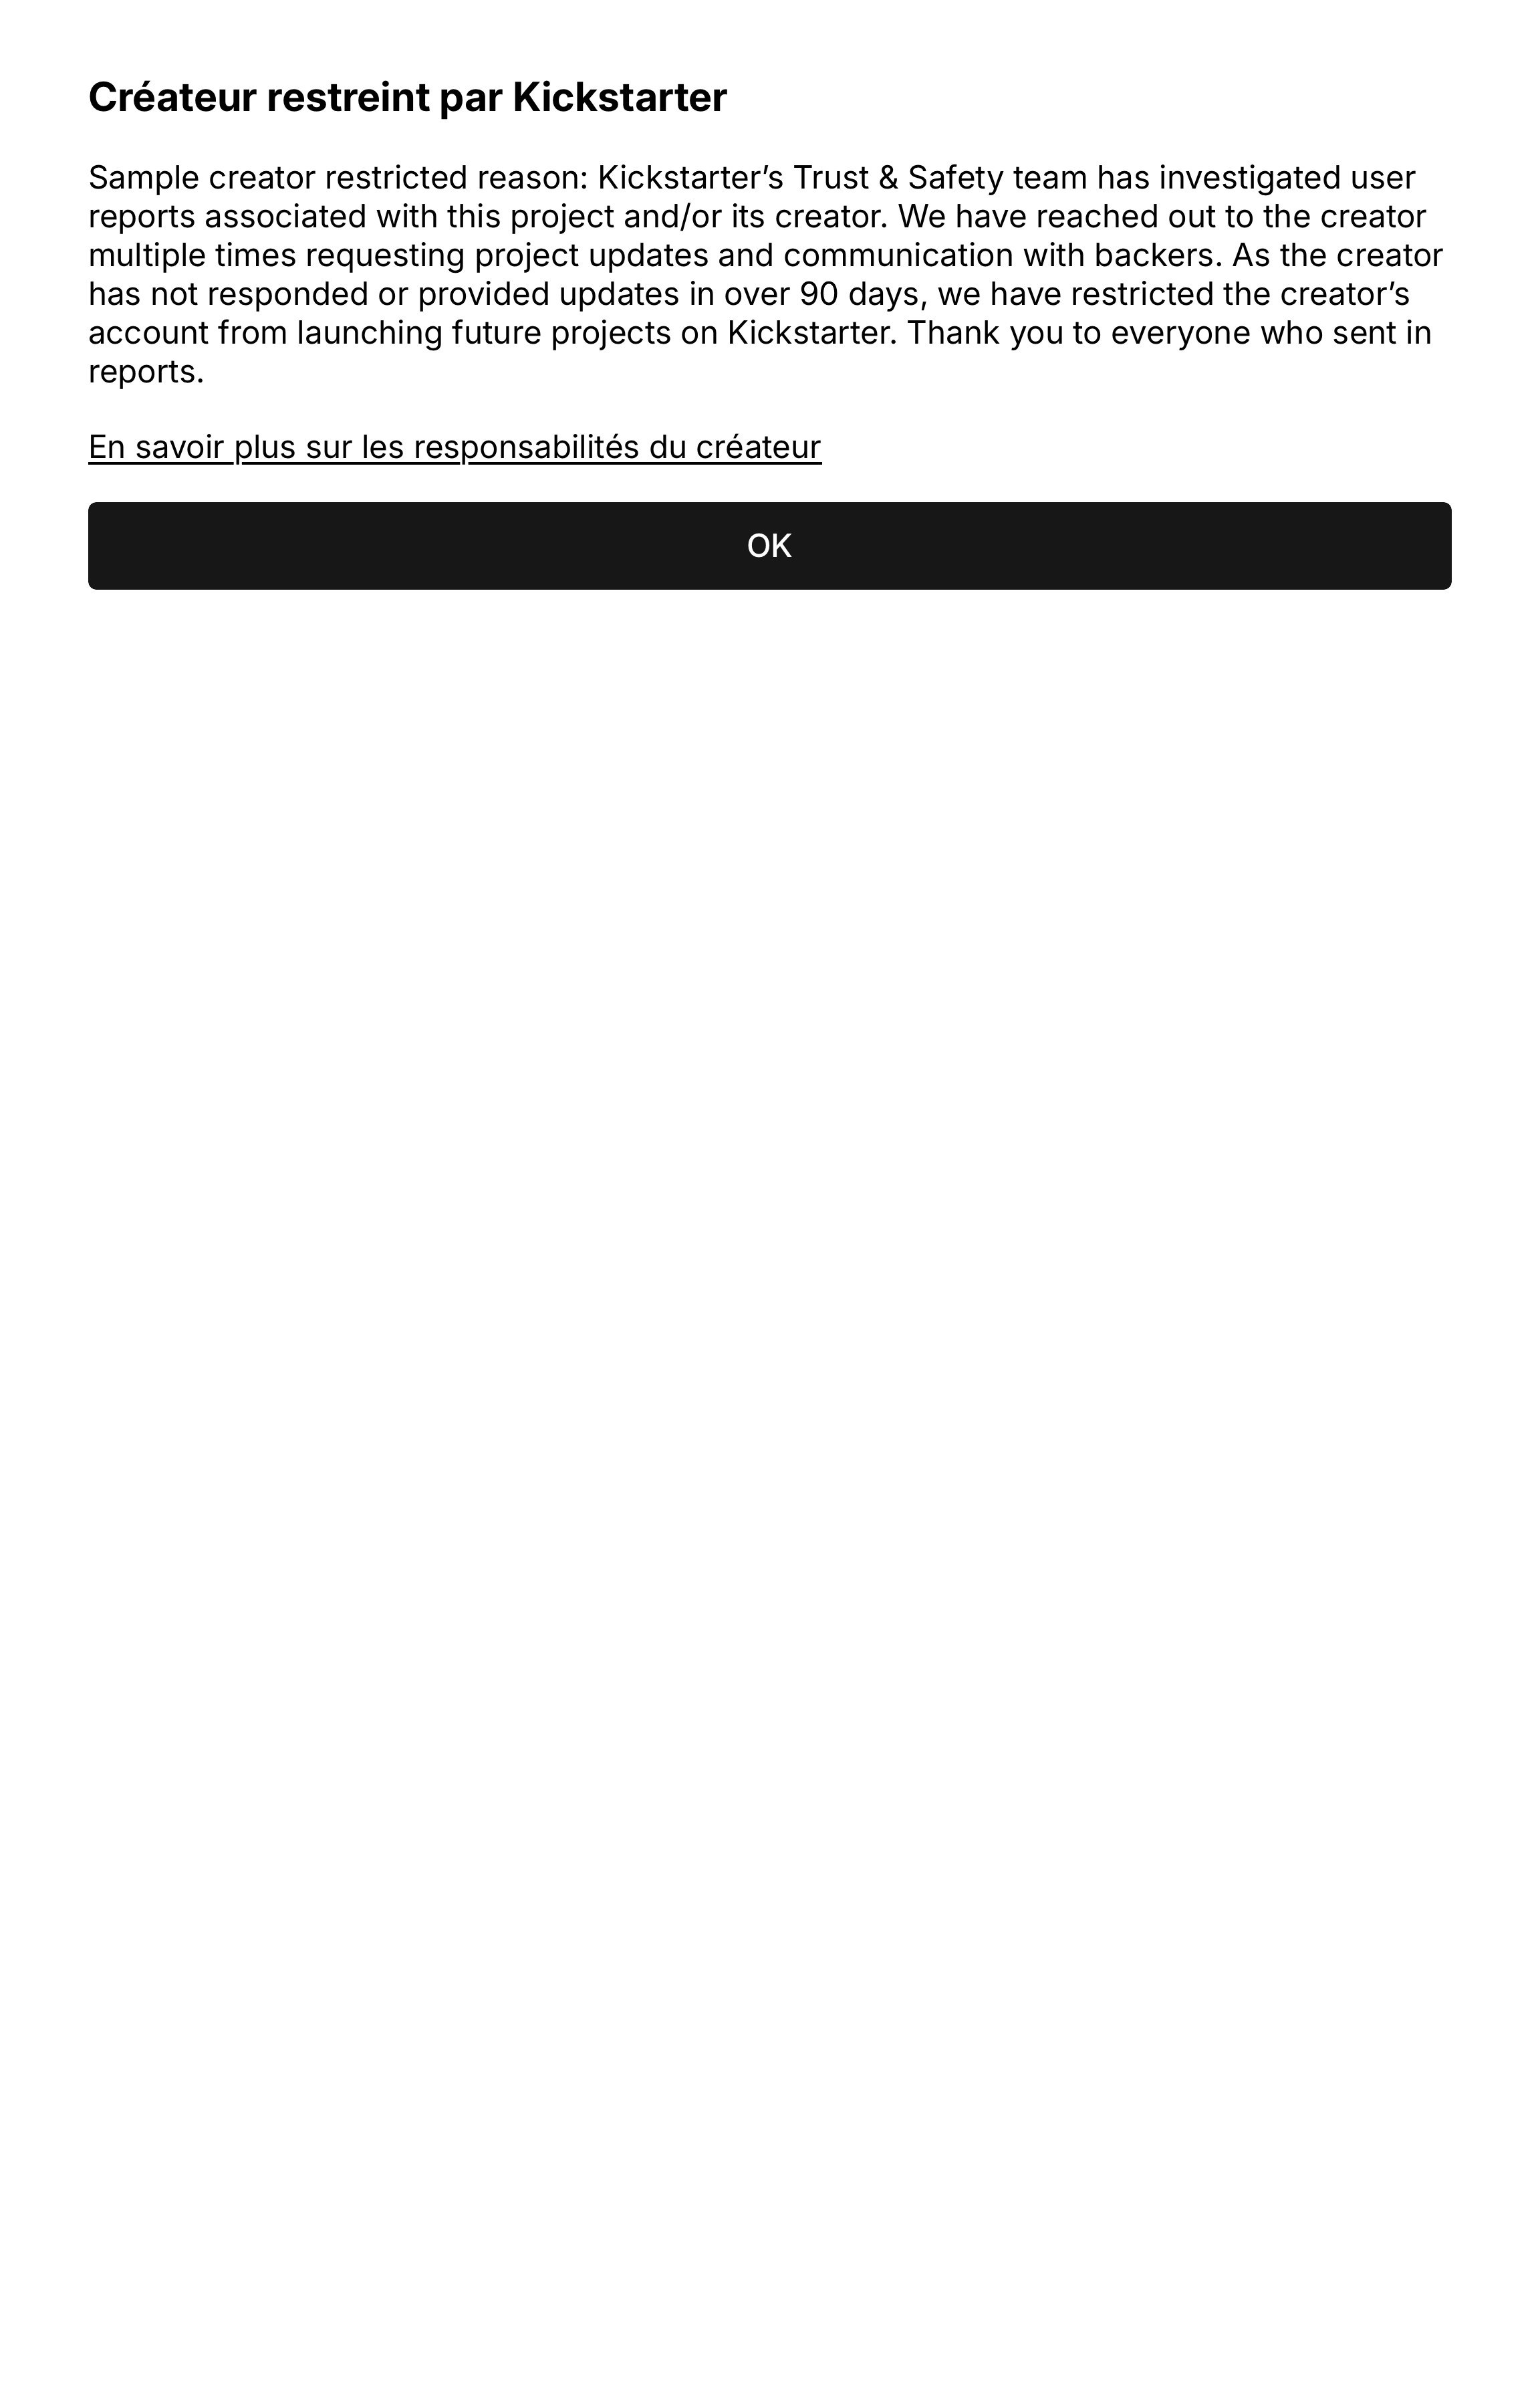 Créateur restreint par Kickstarter
Sample creator restricted reason: Kickstarter’s Trust & Safety team has investigated user
reports associated with this project and/or its creator. We have reached out to the creator
multiple times requesting project updates and communication with backers. As the creator
has not responded or provided updates in over 90 days, we have restricted the creator’s
account from launching future projects on Kickstarter. Thank you to everyone who sent in
reports.
En savoir plus sur les responsabilités du créateur
OK